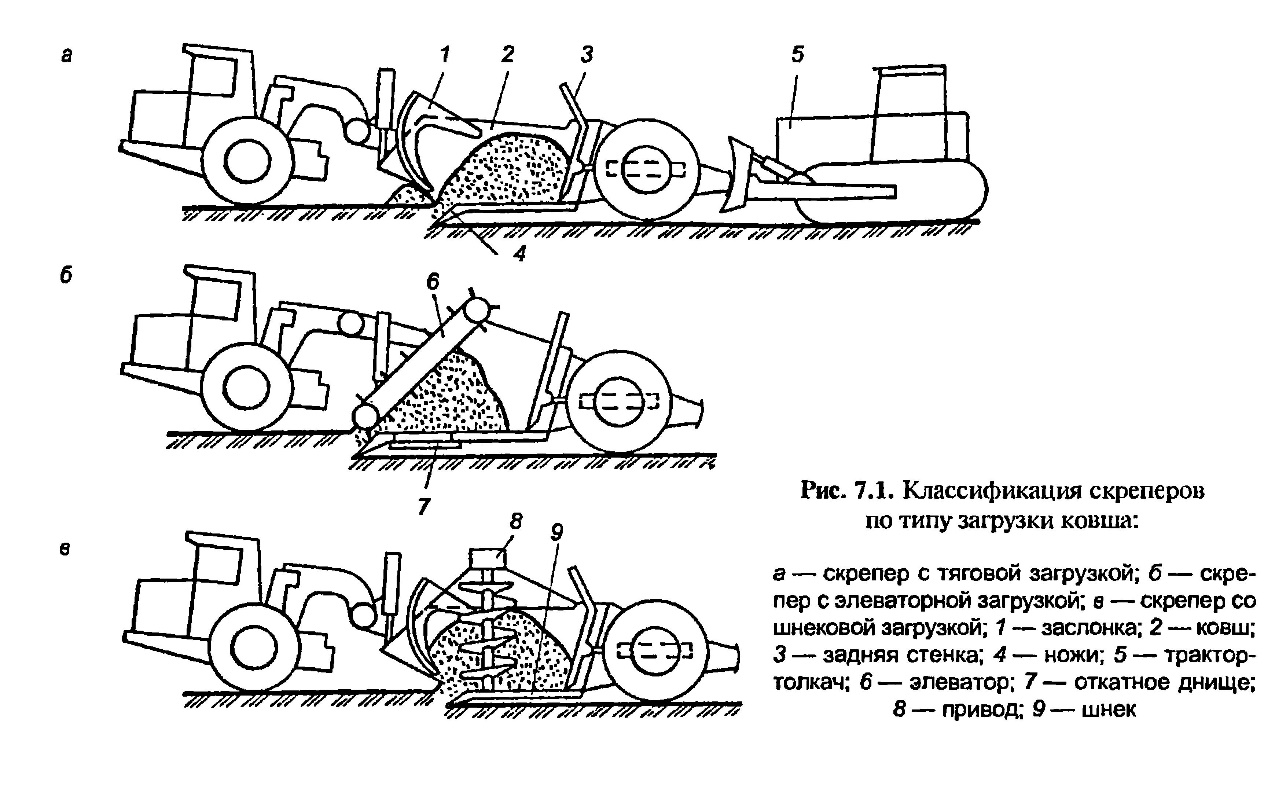 а
1 2 3 5
4
б
6
7
в
8 9
Рис. 7.1. Классификация скреперов
по типу загрузки ковша:
а — скрепер с тяговой загрузкой; б — скре-
пер с элеваторной загрузкой; в — скрепер со
шнековой загрузкой; 1 — заслонка; 2 — ковш;
3 — задняя стенка; 4 — ножи; 5 — трактор-
толкач; 6 — элеватор; 7 — откатное днище;
8 — привод; 9 — шнек